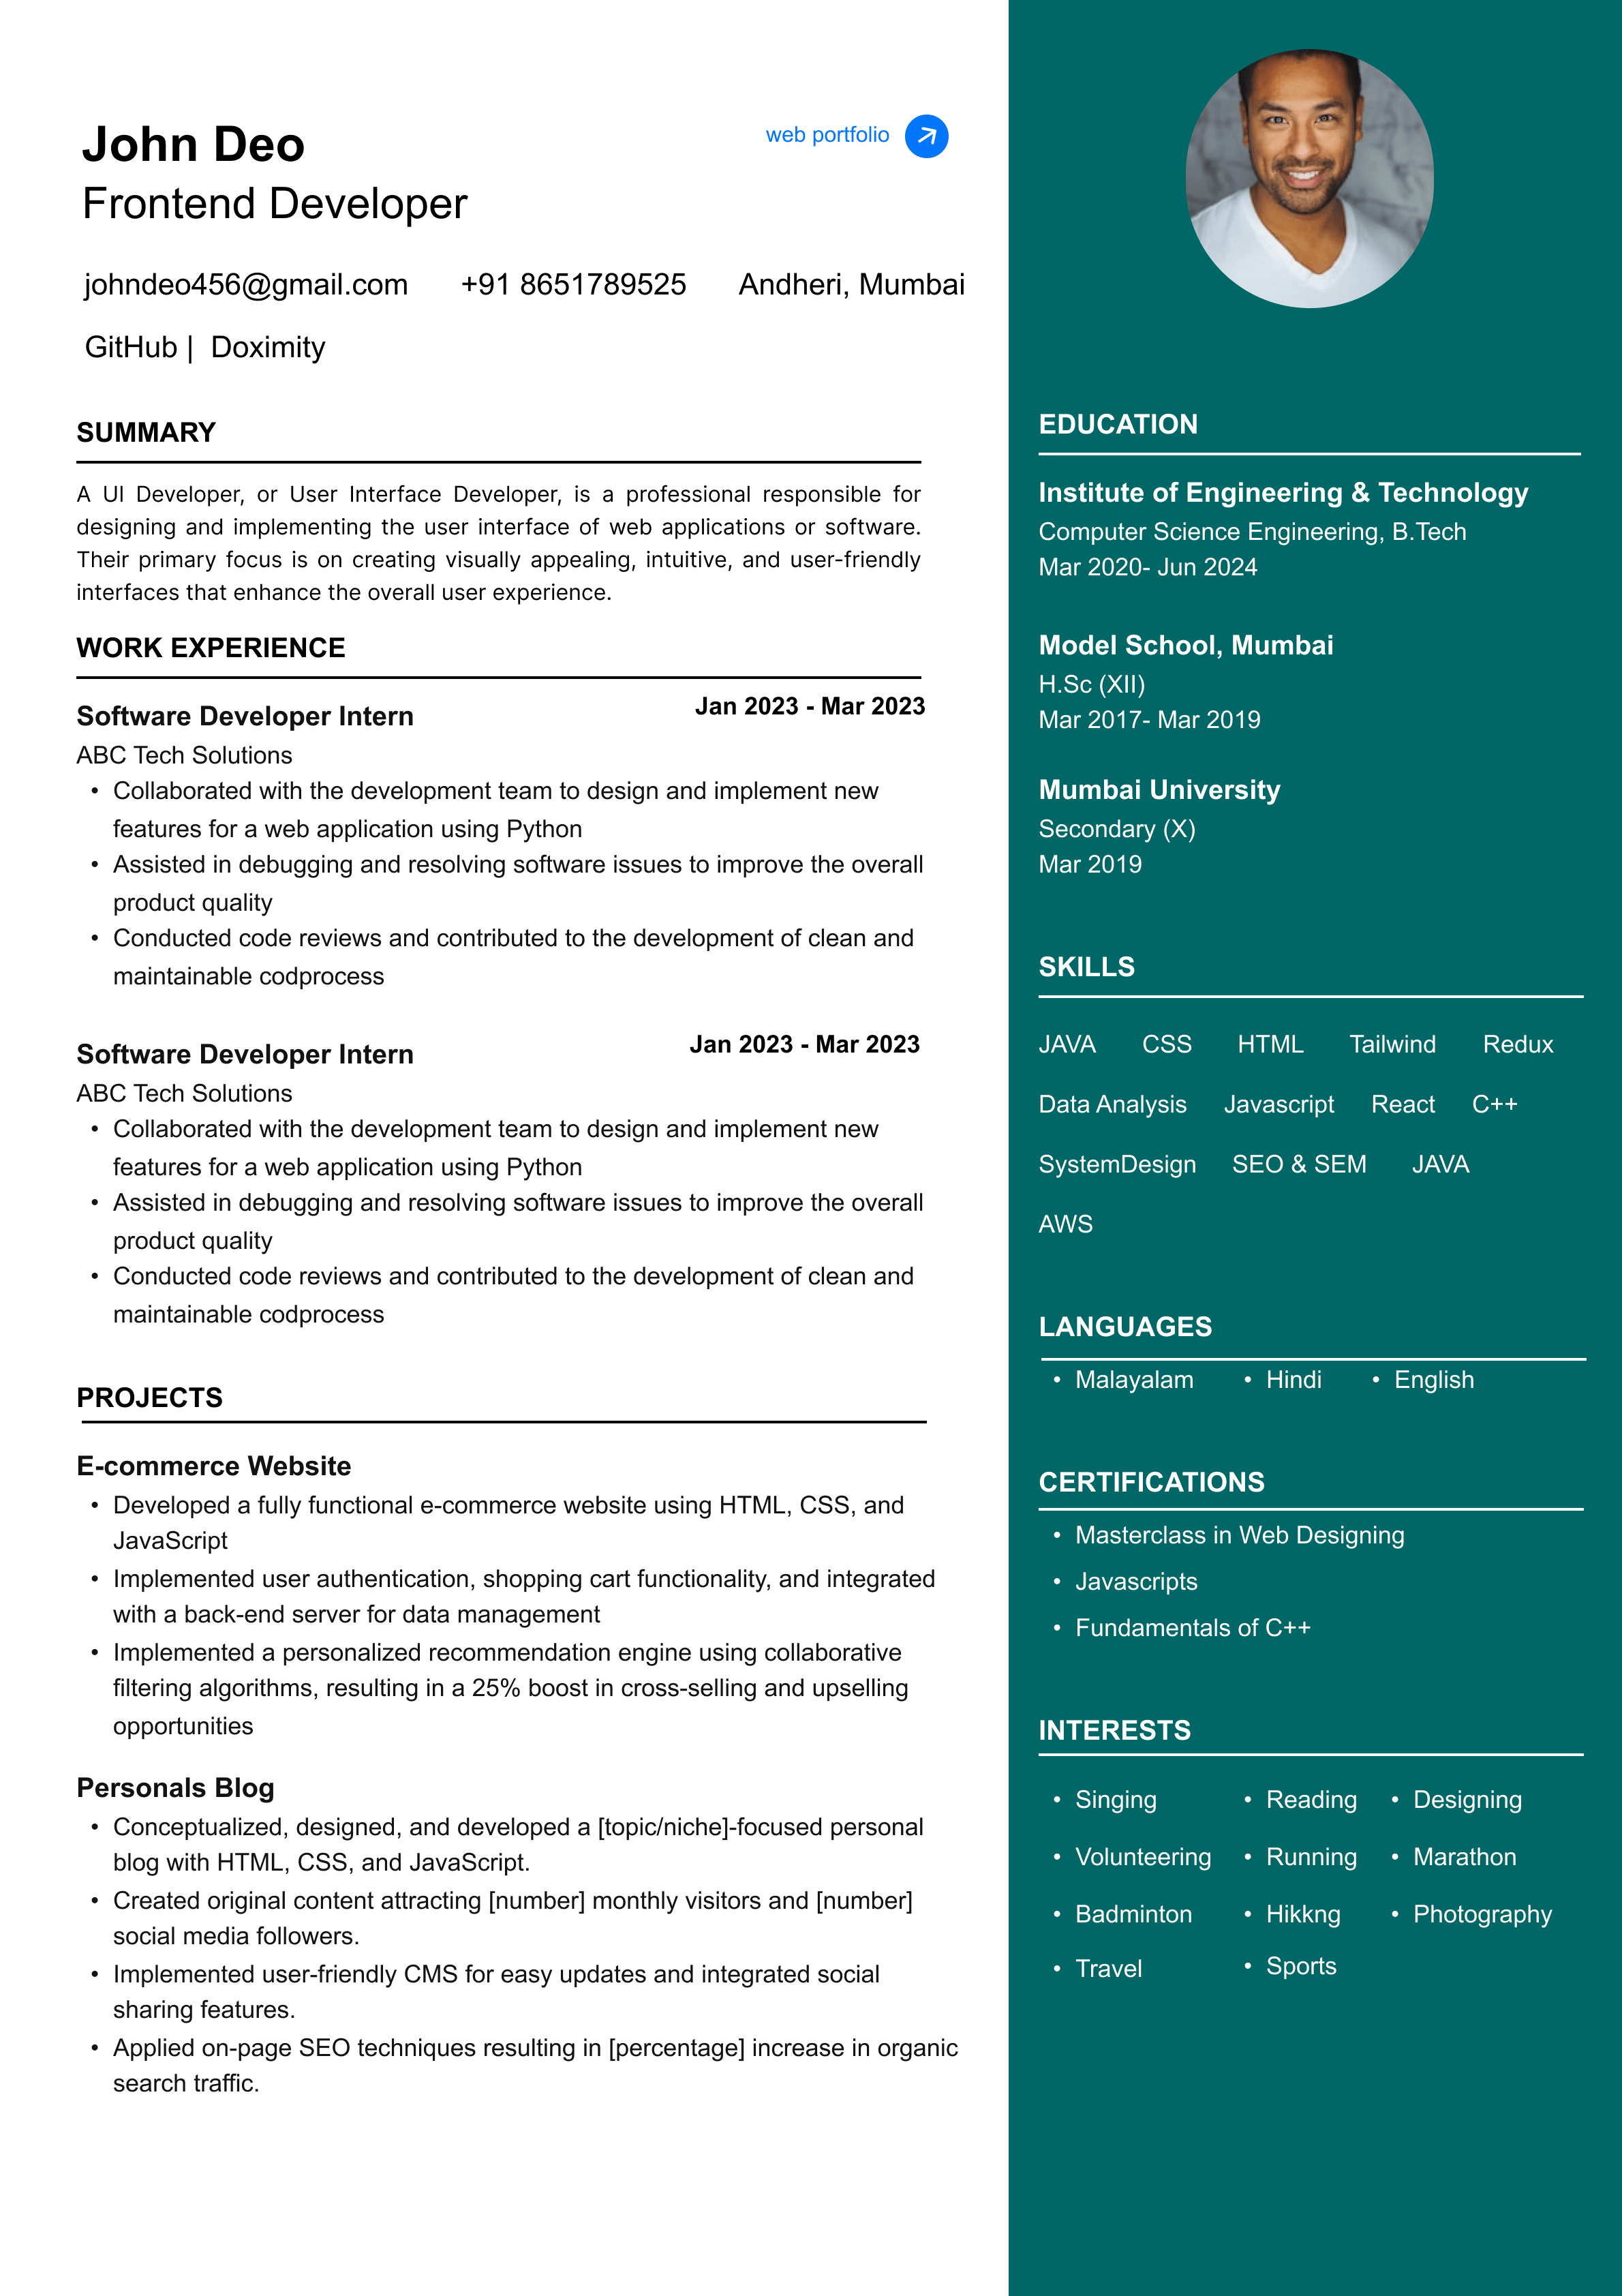 John Deo
web portfolio
Frontend Developer
johndeo456@gmail.com +91 8651789525 Andheri, Mumbai
GitHub | Doximity
SUMMARY
A UI Developer, or User Interface Developer, is a professional responsible for
designing and implementing the user interface of web applications or software.
Their primary focus is on creating visually appealing, intuitive, and user-friendly
interfaces that enhance the overall user experience.
WORK EXPERIENCE
Software Developer Intern Jan 2023 - Mar 2023
ABC Tech Solutions
• Collaborated with the development team to design and implement new
features for a web application using Python
• Assisted in debugging and resolving software issues to improve the overall
product quality
• Conducted code reviews and contributed to the development of clean and
maintainable codprocess
Software Developer Intern Jan 2023 - Mar 2023
ABC Tech Solutions
• Collaborated with the development team to design and implement new
features for a web application using Python
• Assisted in debugging and resolving software issues to improve the overall
product quality
• Conducted code reviews and contributed to the development of clean and
maintainable codprocess
PROJECTS
E-commerce Website
• Developed a fully functional e-commerce website using HTML, CSS, and
JavaScript
• Implemented user authentication, shopping cart functionality, and integrated
with a back-end server for data management
• Implemented a personalized recommendation engine using collaborative
filtering algorithms, resulting in a 25% boost in cross-selling and upselling
opportunities
Personals Blog
• Conceptualized, designed, and developed a [topic/niche]-focused personal
blog with HTML, CSS, and JavaScript.
• Created original content attracting [number] monthly visitors and [number]
social media followers.
• Implemented user-friendly CMS for easy updates and integrated social
sharing features.
• Applied on-page SEO techniques resulting in [percentage] increase in organic
search traffic.
EDUCATION
Institute of Engineering & Technology
Computer Science Engineering, B.Tech
Mar 2020- Jun 2024
Model School, Mumbai
H.Sc (XII)
Mar 2017- Mar 2019
Mumbai University
Secondary (X)
Mar 2019
SKILLS
JAVA CSS HTML Tailwind Redux
Data Analysis Javascript React C++
SystemDesign SEO & SEM JAVA
AWS
LANGUAGES
• Malayalam • Hindi • English
CERTIFICATIONS
• Masterclass in Web Designing
• Javascripts
• Fundamentals of C++
INTERESTS
• Singing • Reading • Designing
• Volunteering • Running • Marathon
• Badminton • Hikkng • Photography
• Travel • Sports